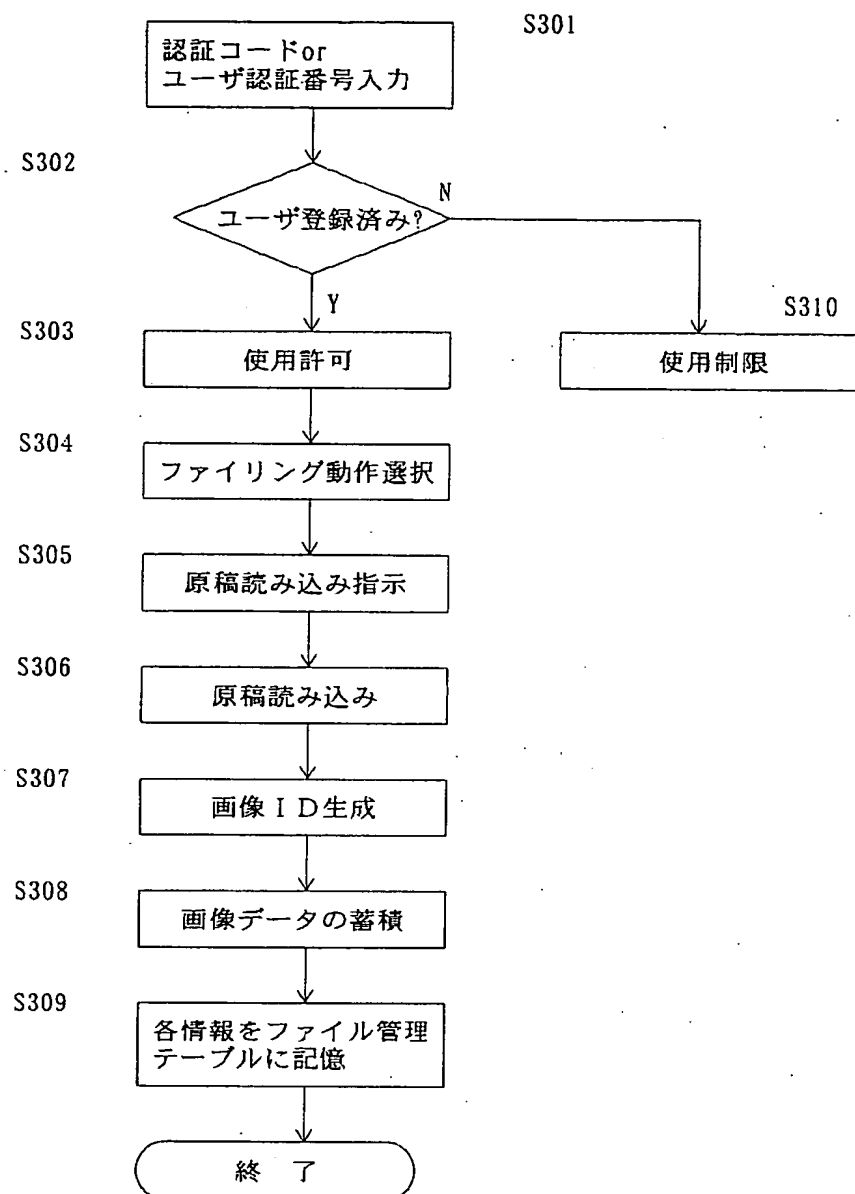 S301
認証コードor
ユーザ認証番号入力
S302
ユーザ登録済み?
N
Y
S303
使用許可
S310
使用制限
S304
ファイリング動作選択
S305
原稿読み込み指示
S306
原稿読み込み
S307
画像ID生成
S308
画像データの蓄積
S309
各情報をファイル管理
テーブルに記憶
終 了